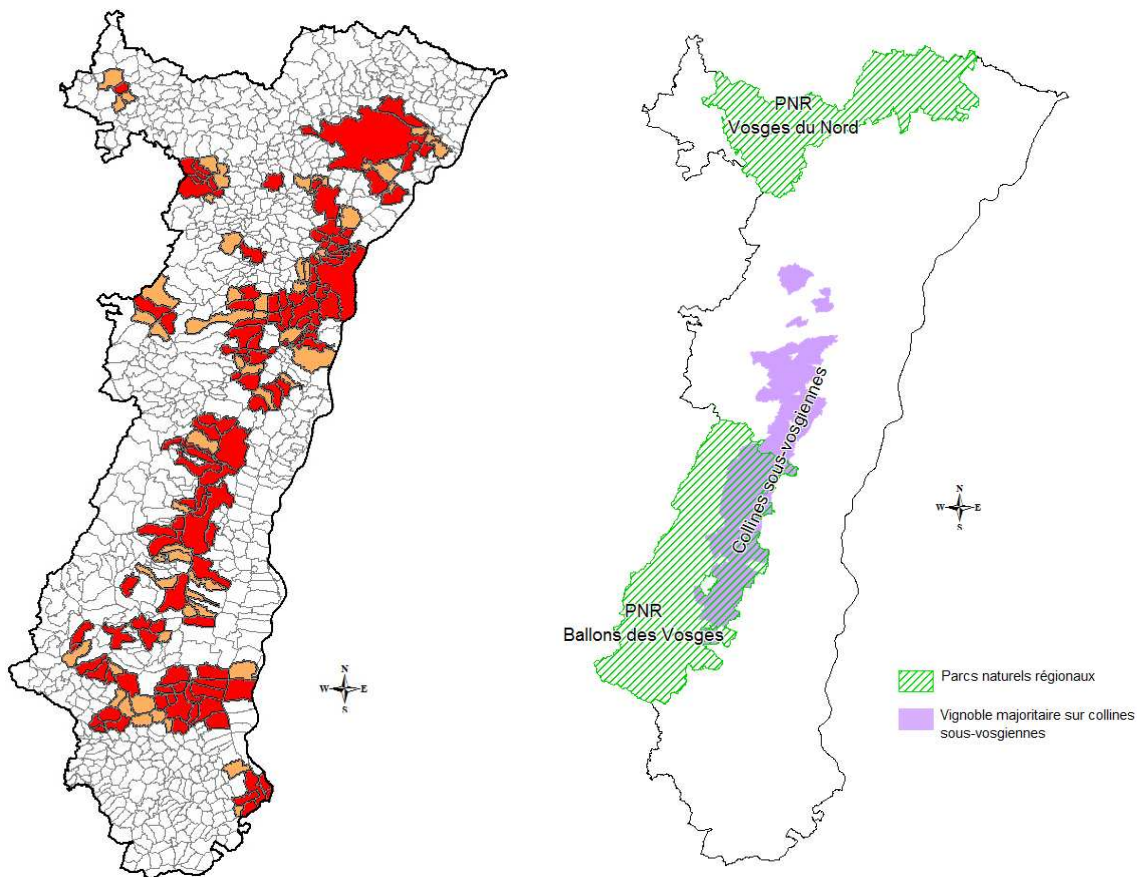 PNR
Vosges du Nord
Collines sous-vosgiennes
N
W E
S
PNR
Ballons des Vosges
N
W E
S
Parcs naturels régionaux
Vignoble majoritaire sur collines
sous-vosgiennes